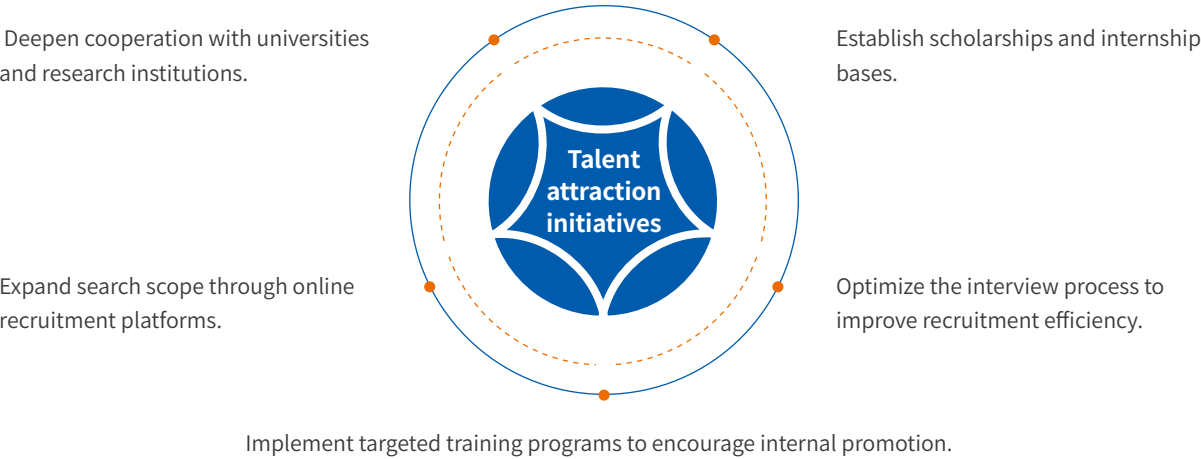 Deepen cooperation with universities
and research institutions.
Establish scholarships and internship
bases.
Talent
attraction
initiatives
Expand search scope through online
recruitment platforms.
Optimize the interview process to
improve recruitment efficiency.
Implement targeted training programs to encourage internal promotion.